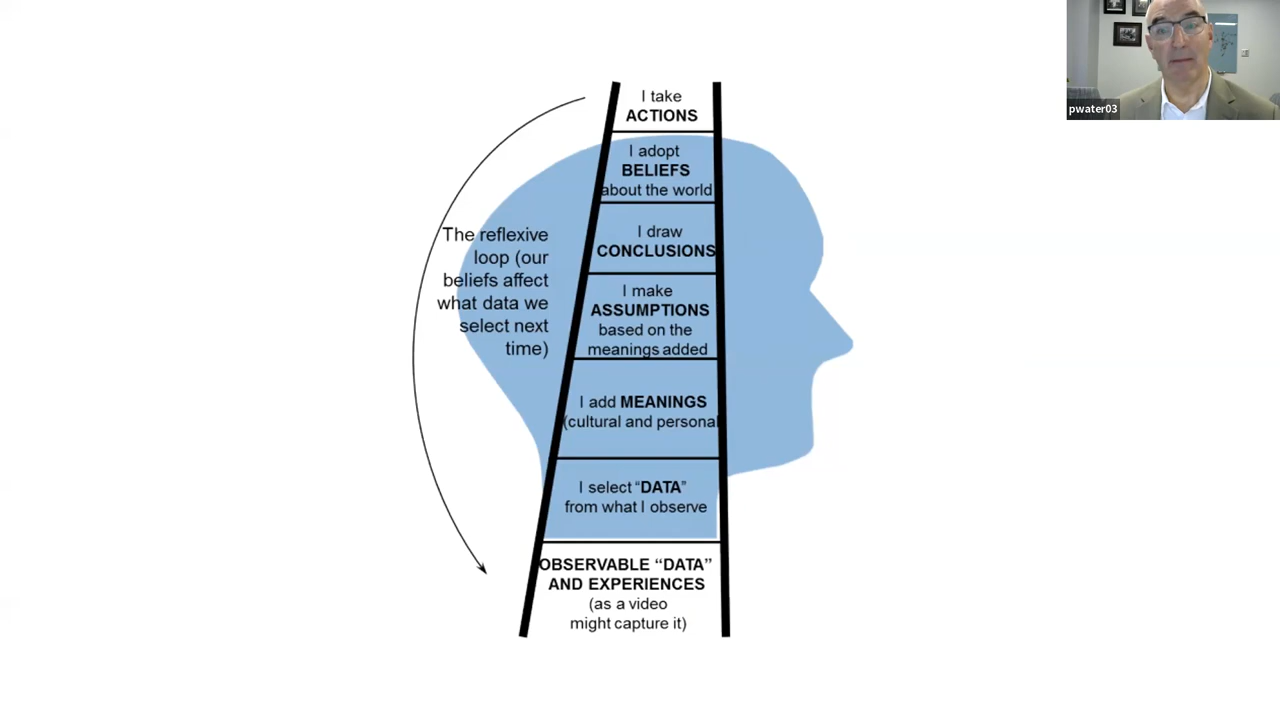 I take
ACTIONS
I adopt
BELIEFS
about the world
I draw
CONCLUSIONS
I make
ASSUMPTIONS
based on the
meanings added
I add MEANINGS
(cultural and personal
I select “DATA”
from what I observe
OBSERVABLE “DATA”
AND EXPERIENCES
(as a video
might capture it)
The reflexive
loop (our
beliefs affect
what data we
select next
time)
pwater03